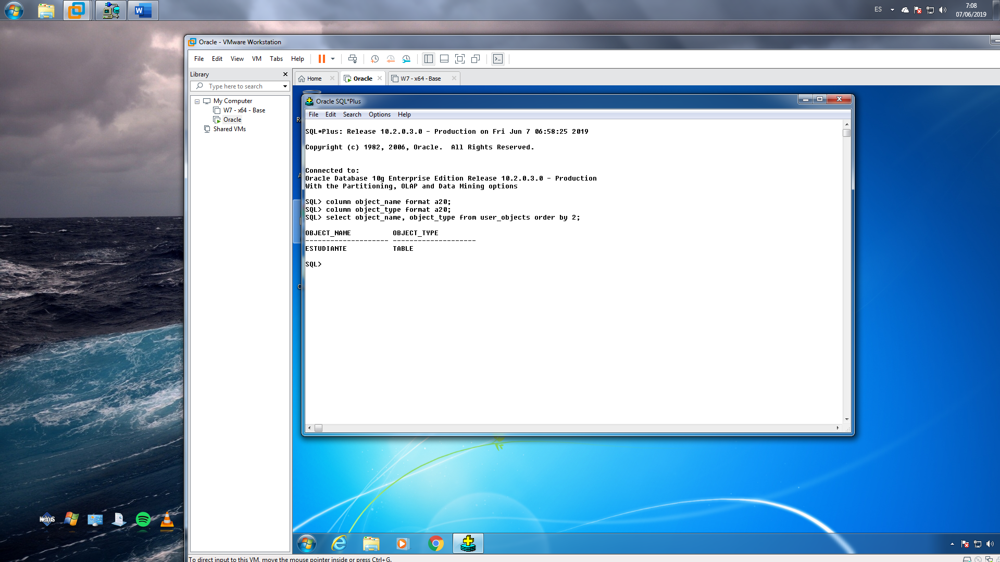 ES
7:08
07/06/2019
Oracle - VMware Workstation
File Edit View VM Tabs Help
Library
Type here to search
My Computer
W7 - x64 - Base
Oracle
Shared VMs
Home
Oracle
W7 - x64 - Base
Oracle SQL*Plus
File Edit Search Options Help
SQL*Plus: Release 10.2.0.3.0 - Production on Fri Jun 7 06:58:25 2019
Copyright (c) 1982, 2006, Oracle.  All Rights Reserved.
Connected to:
Oracle Database 10g Enterprise Edition Release 10.2.0.3.0 - Production
With the Partitioning, OLAP and Data Mining options
SQL> column object_name format a20;
SQL> column object_type format a20;
SQL> select object_name, object_type from user_objects order by 2;
OBJECT_NAME          OBJECT_TYPE
-------------------- --------------------
ESTUDIANTE           TABLE
SQL>
NeXuS
To direct input to this VM, move the mouse pointer inside or press Ctrl+G.